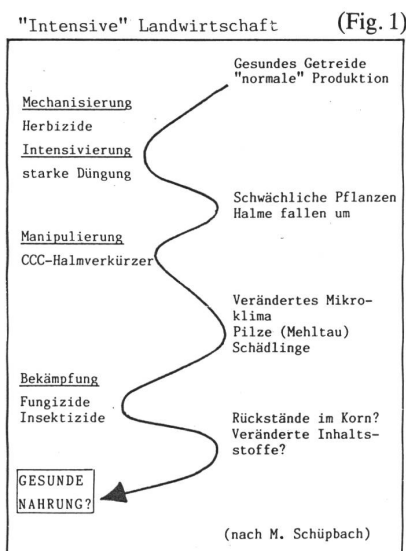 "Intensive" Landwirtschaft (Fig. 1)
Gesundes Getreide
"normale" Produktion
Mechanisierung
Herbizide
Intensivierung
starke Düngung
Schwächliche Pflanzen
Halme fallen um
Manipulierung
CCC-Halmverkürzer
Verändertes Mikro-
klima
Pilze (Mehltau)
Schädlinge
Bekämpfung
Fungizide
Insektizide
Rückstände im Korn?
Veränderte Inhalts-
stoffe?
GESUNDE
NAHRUNG?
(nach M. Schüpbach)